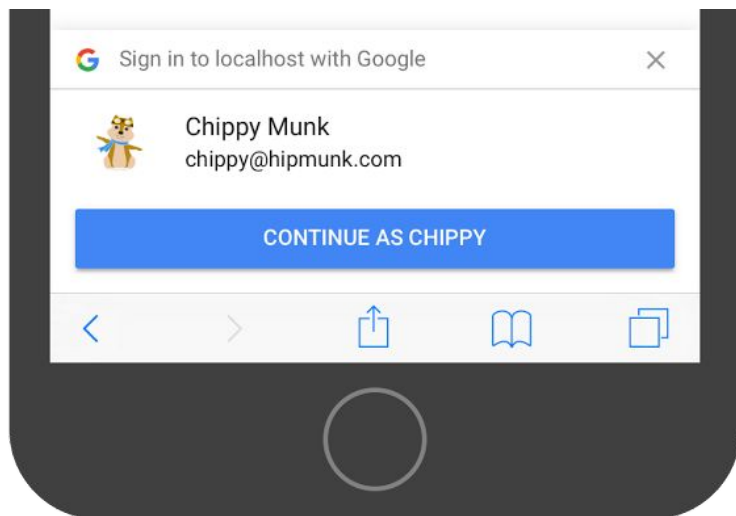 Sign in to localhost with Google
Chippy Munk
chippy@hipmunk.com
CONTINUE AS CHIPPY